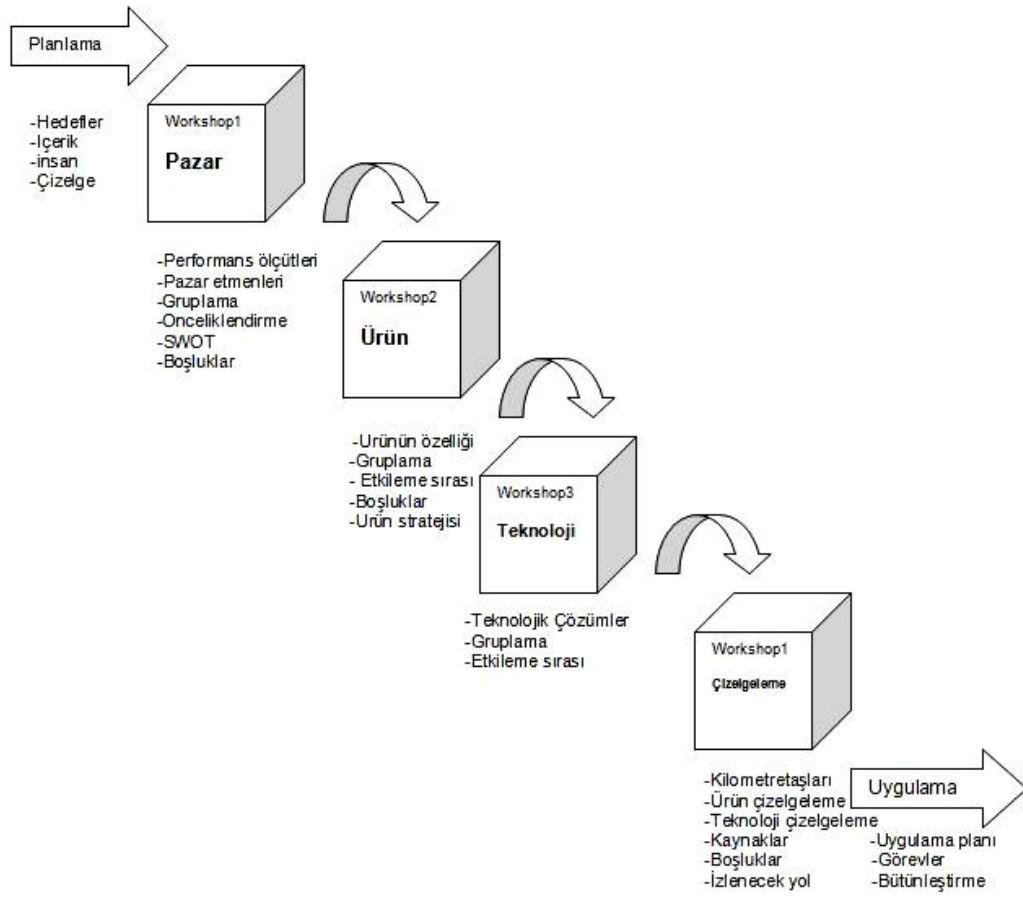 Planlama
-Hedefler
-Içerik
-insan
-Çizelge
Workshop1
Pazar
-Performans ölçütleri
-Pazar etmenleri
-Gruplama
-Onceliklendirme
-SWOT
-Boşluklar
Workshop2
Ürün
-Urünün özelliği
-Gruplama
- Etkileme sırası
-Boşluklar
-Urün stratejisi
Workshop3
Teknoloji
-Teknolojik Çözümler
-Gruplama
-Etkileme sırası
Workshop1
Çizelgeleme
-Kilometretaşları
-Ürün çizelgeleme
-Teknoloji çizelgeleme
-Kaynaklar
-Boşluklar
-İzlenecek yol
Uygulama
-Uygulama planı
-Görevler
-Bütünleştirme